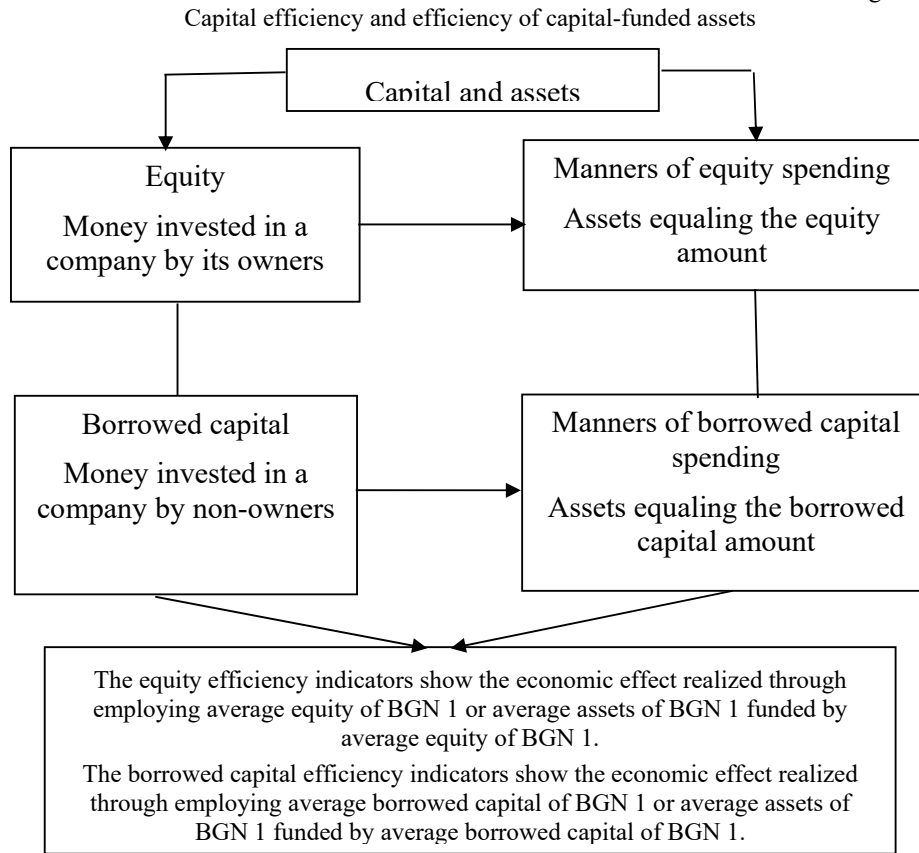 Capital efficiency and efficiency of capital-funded assets
Capital and assets
Equity
Money invested in a
company by its owners
Manners of equity spending
Assets equaling the equity
amount
Borrowed capital
Money invested in a
company by non-owners
Manners of borrowed capital
spending
Assets equaling the borrowed
capital amount
The equity efficiency indicators show the economic effect realized through
employing average equity of BGN 1 or average assets of BGN 1 funded by
average equity of BGN 1.
The borrowed capital efficiency indicators show the economic effect realized
through employing average borrowed capital of BGN 1 or average assets of
BGN 1 funded by average borrowed capital of BGN 1.